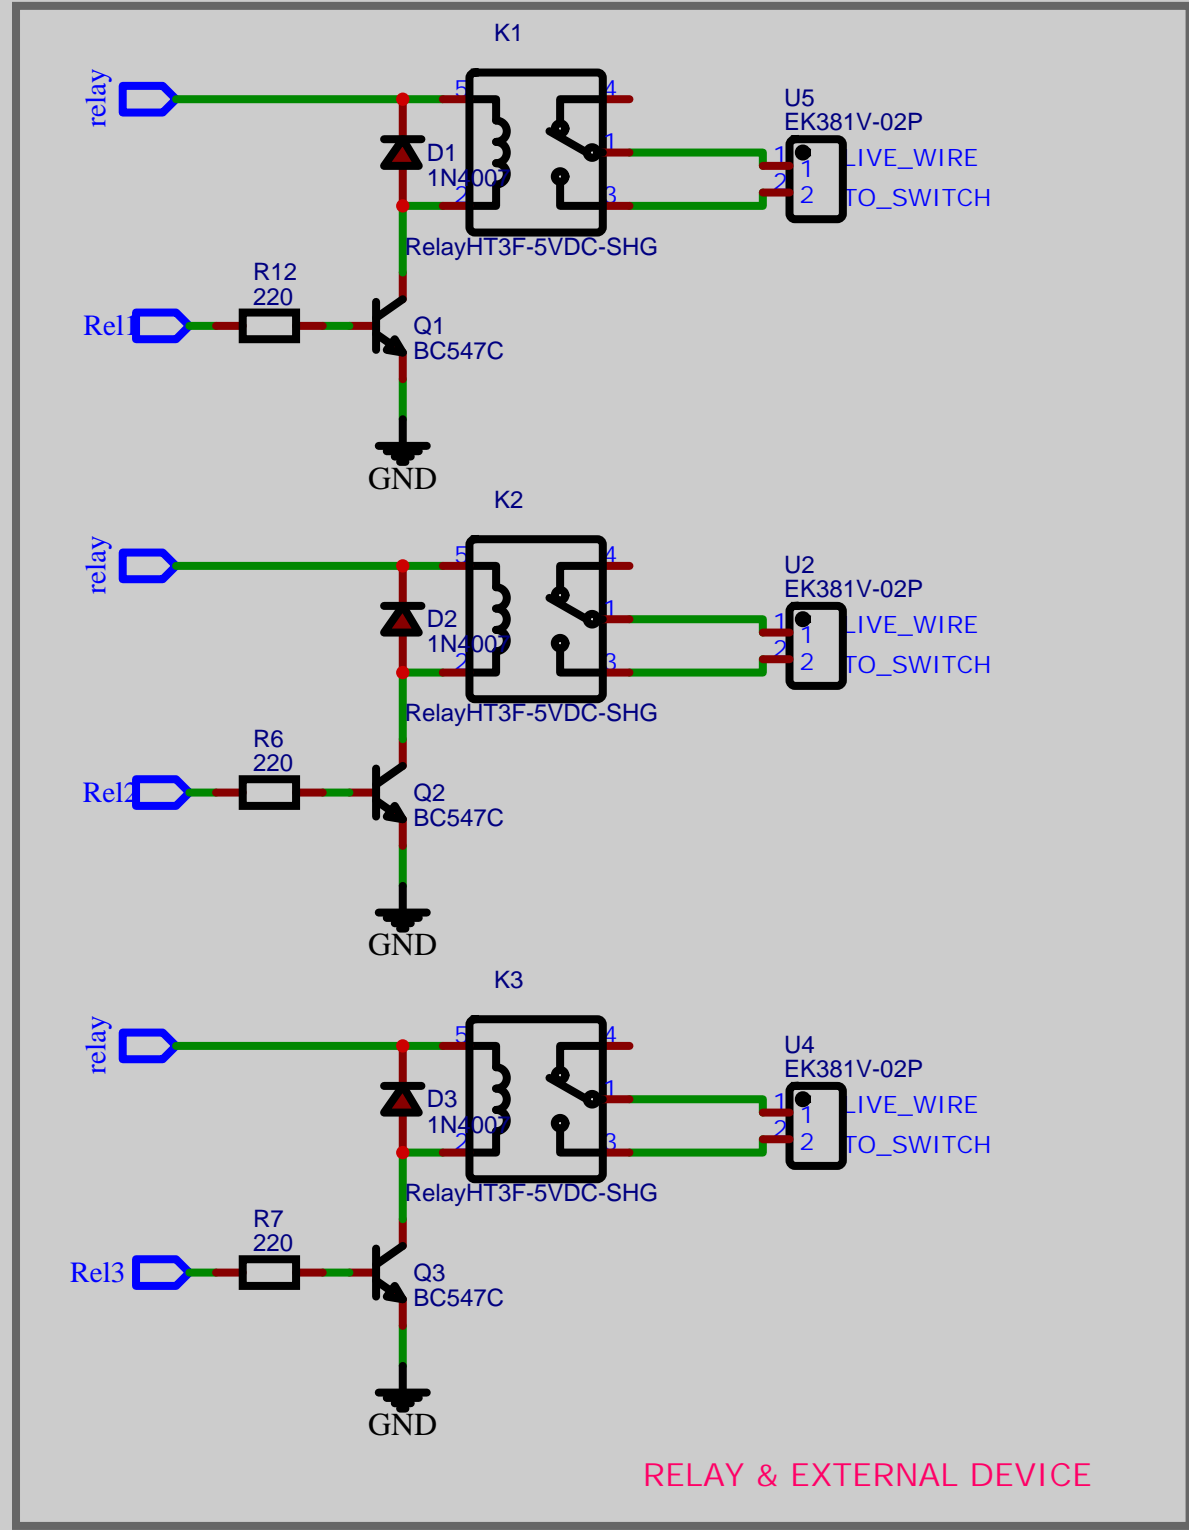 K1
relay
5
4
U5
EK381V-02P
D1
1N4007
1
1
1
LIVE_WIRE
2
2
TO_SWITCH
2
3
RelayHT3F-5VDC-SHG
R12
220
Rel1
Q1
BC547C
GND
K2
relay
5
4
U2
EK381V-02P
D2
1N4007
1
1
1
LIVE_WIRE
2
2
TO_SWITCH
2
3
RelayHT3F-5VDC-SHG
R6
220
Rel2
Q2
BC547C
GND
K3
relay
5
4
U4
EK381V-02P
D3
1N4007
1
1
1
LIVE_WIRE
2
2
TO_SWITCH
2
3
RelayHT3F-5VDC-SHG
R7
220
Rel3
Q3
BC547C
GND
RELAY & EXTERNAL DEVICE